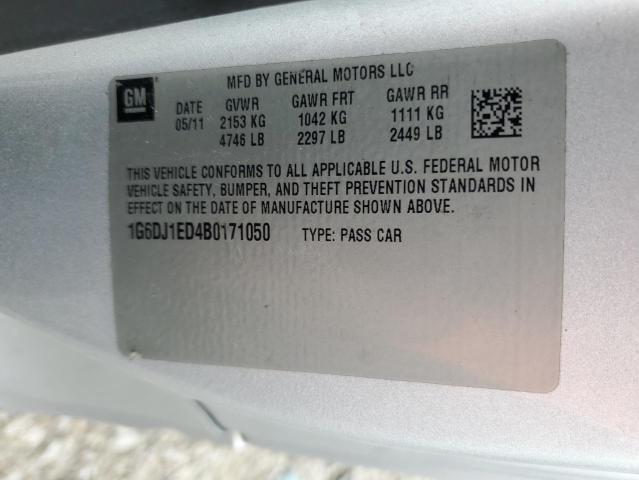 MFD BY GENERAL MOTORS LLC
GM
DATE GVWR GAWR FRT GAWR RR
05/11 2153 KG 1042 KG 1111 KG
4746 LB 2297 LB 2449 LB
THIS VEHICLE CONFORMS TO ALL APPLICABLE U.S. FEDERAL MOTOR
VEHICLE SAFETY, BUMPER, AND THEFT PREVENTION STANDARDS IN
EFFECT ON THE DATE OF MANUFACTURE SHOWN ABOVE.
1G6DJ1ED4B0171050 TYPE: PASS CAR